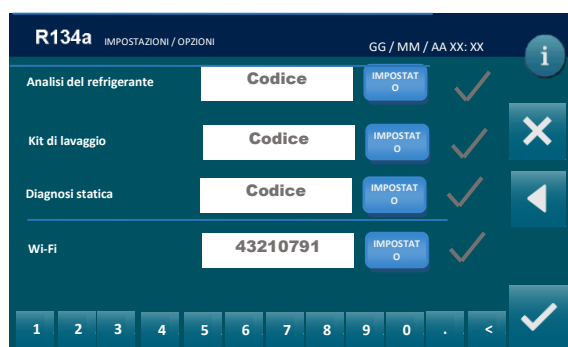 R134a IMPOSTAZIONI / OPZIONI GG / MM / AA XX: XX
i
Analisi del refrigerante Codice IMPOSTAT
O
Kit di lavaggio Codice IMPOSTAT
O
Diagnosi statica Codice IMPOSTAT
O
Wi-Fi 43210791 IMPOSTAT
O
1 2 3 4 5 6 7 8 9 0 . <